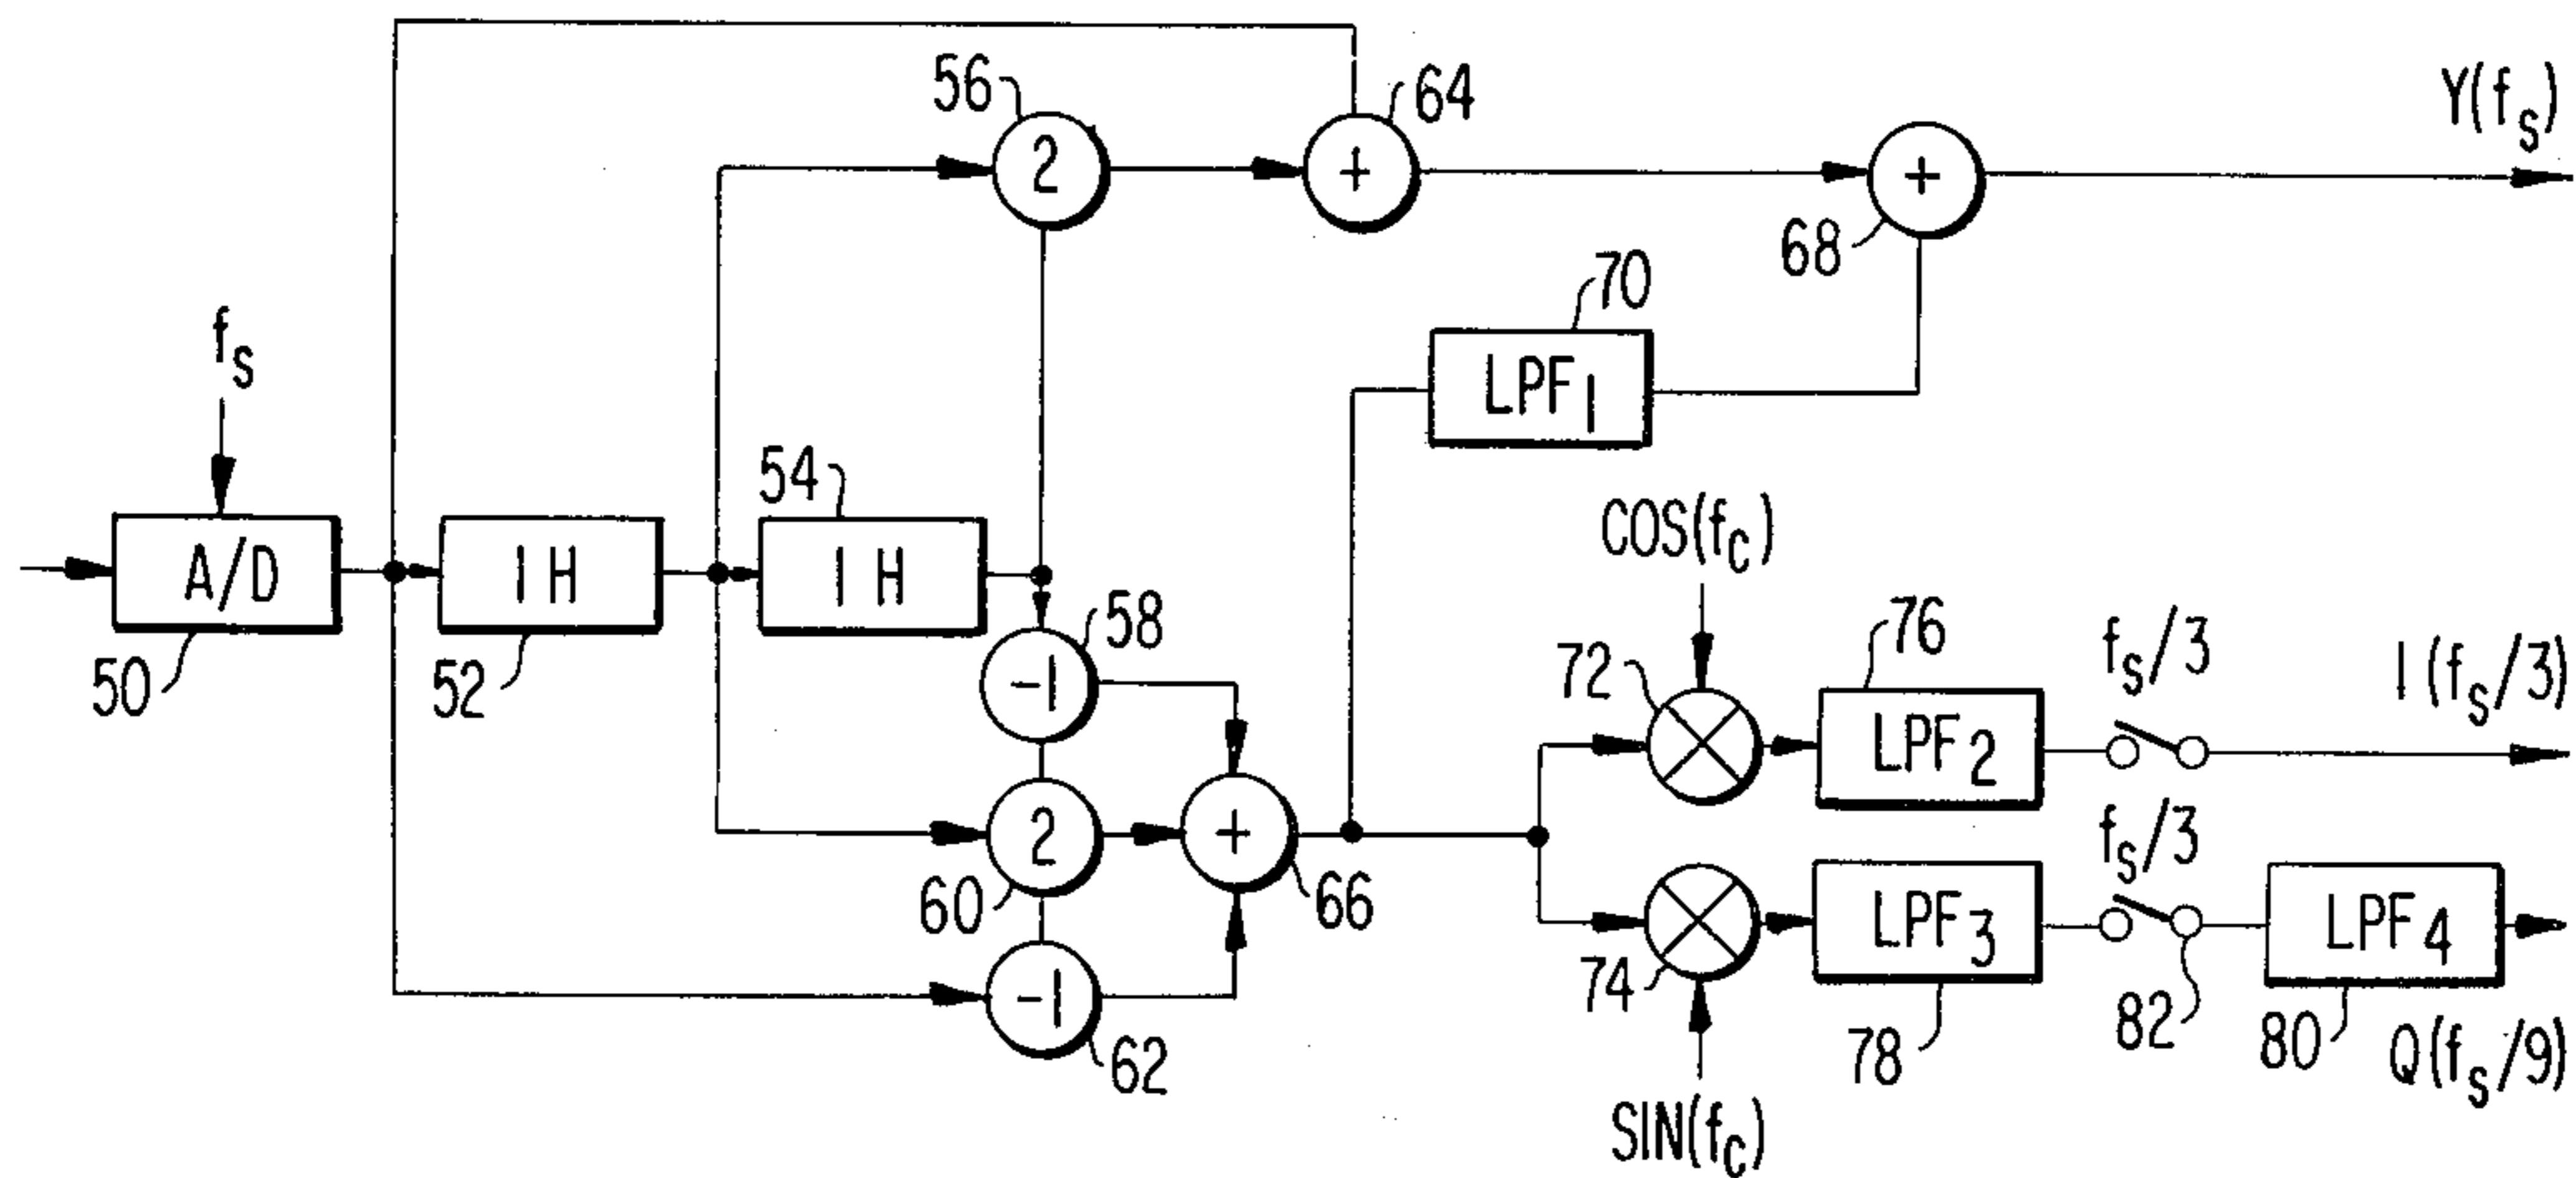 56
2
64
+
68
+
Y(fs)
70
LPF1
fs
A/D
50
1 H
52
54
1 H
58
-1
60
2
62
-1
66
+
COS(fc)
72
76
LPF2
fs/3
I (fs/3)
74
SIN(fc)
78
LPF3
fs/3
82
80
LPF4
Q(fs/9)